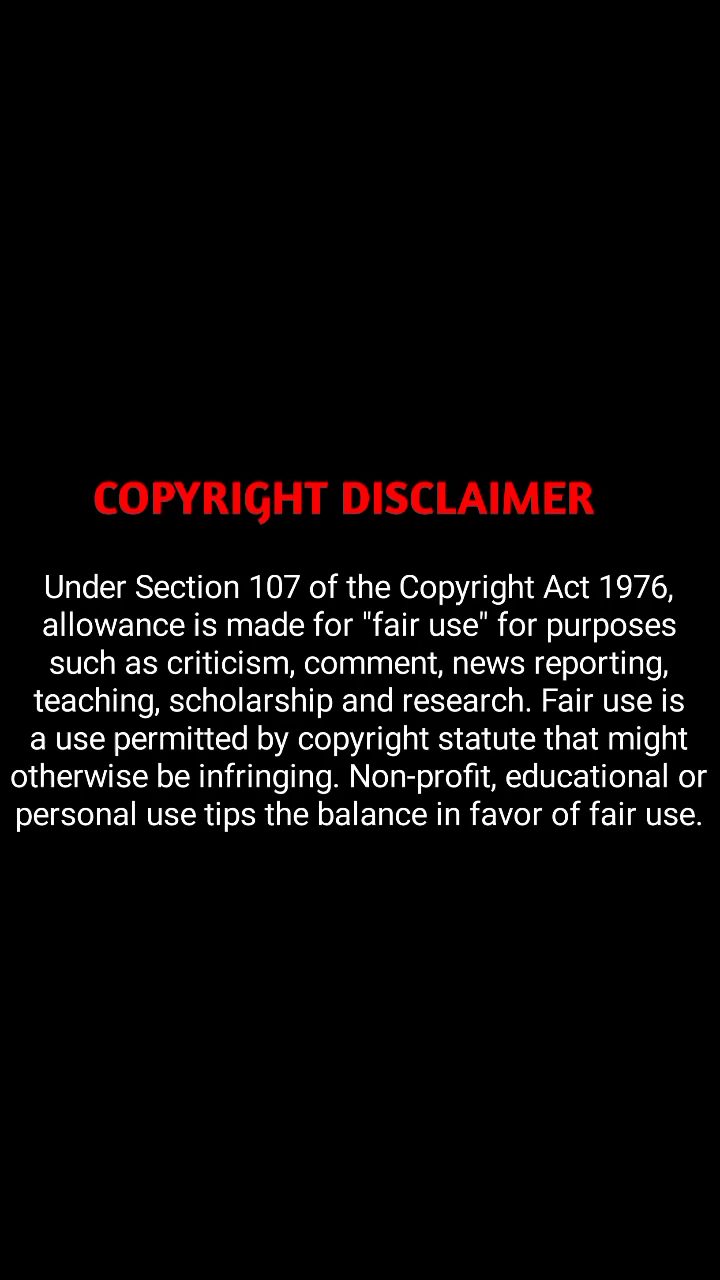 COPYRIGHT DISCLAIMER
Under Section 107 of the Copyright Act 1976,
allowance is made for "fair use" for purposes
such as criticism, comment, news reporting,
teaching, scholarship and research. Fair use is
a use permitted by copyright statute that might
otherwise be infringing. Non-profit, educational or
personal use tips the balance in favor of fair use.